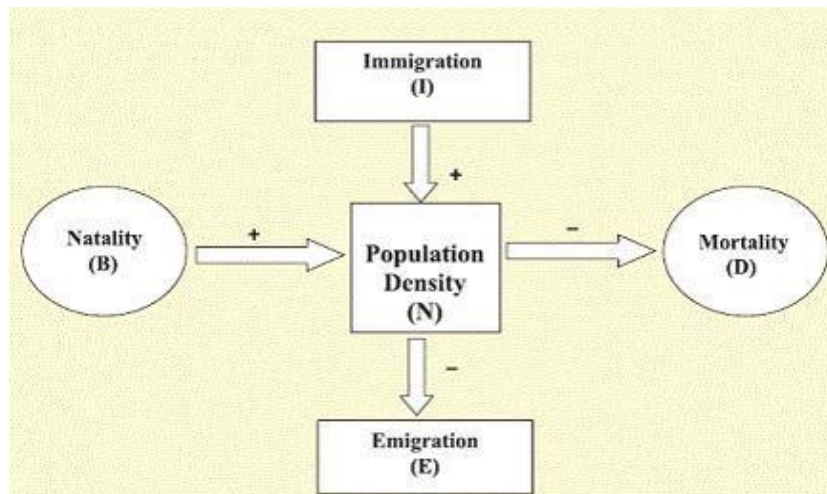 Immigration
(I)
+
Natality
(B)
+
Population
Density
(N)
–
Mortality
(D)
–
Emigration
(E)